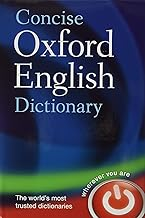 Concise
Oxford
English
Dictionary
The world's most
trusted dictionaries
wherever you are